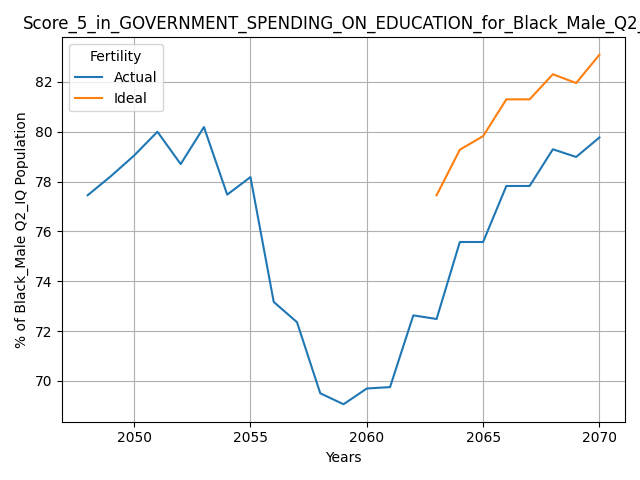 Score_5_in_GOVERNMENT_SPENDING_ON_EDUCATION_for_Black_Male_Q2_
Fertility
Actual
Ideal
% of Black_Male Q2_IQ Population
82
80
78
76
74
72
70
2050
2055
2060
2065
2070
Years